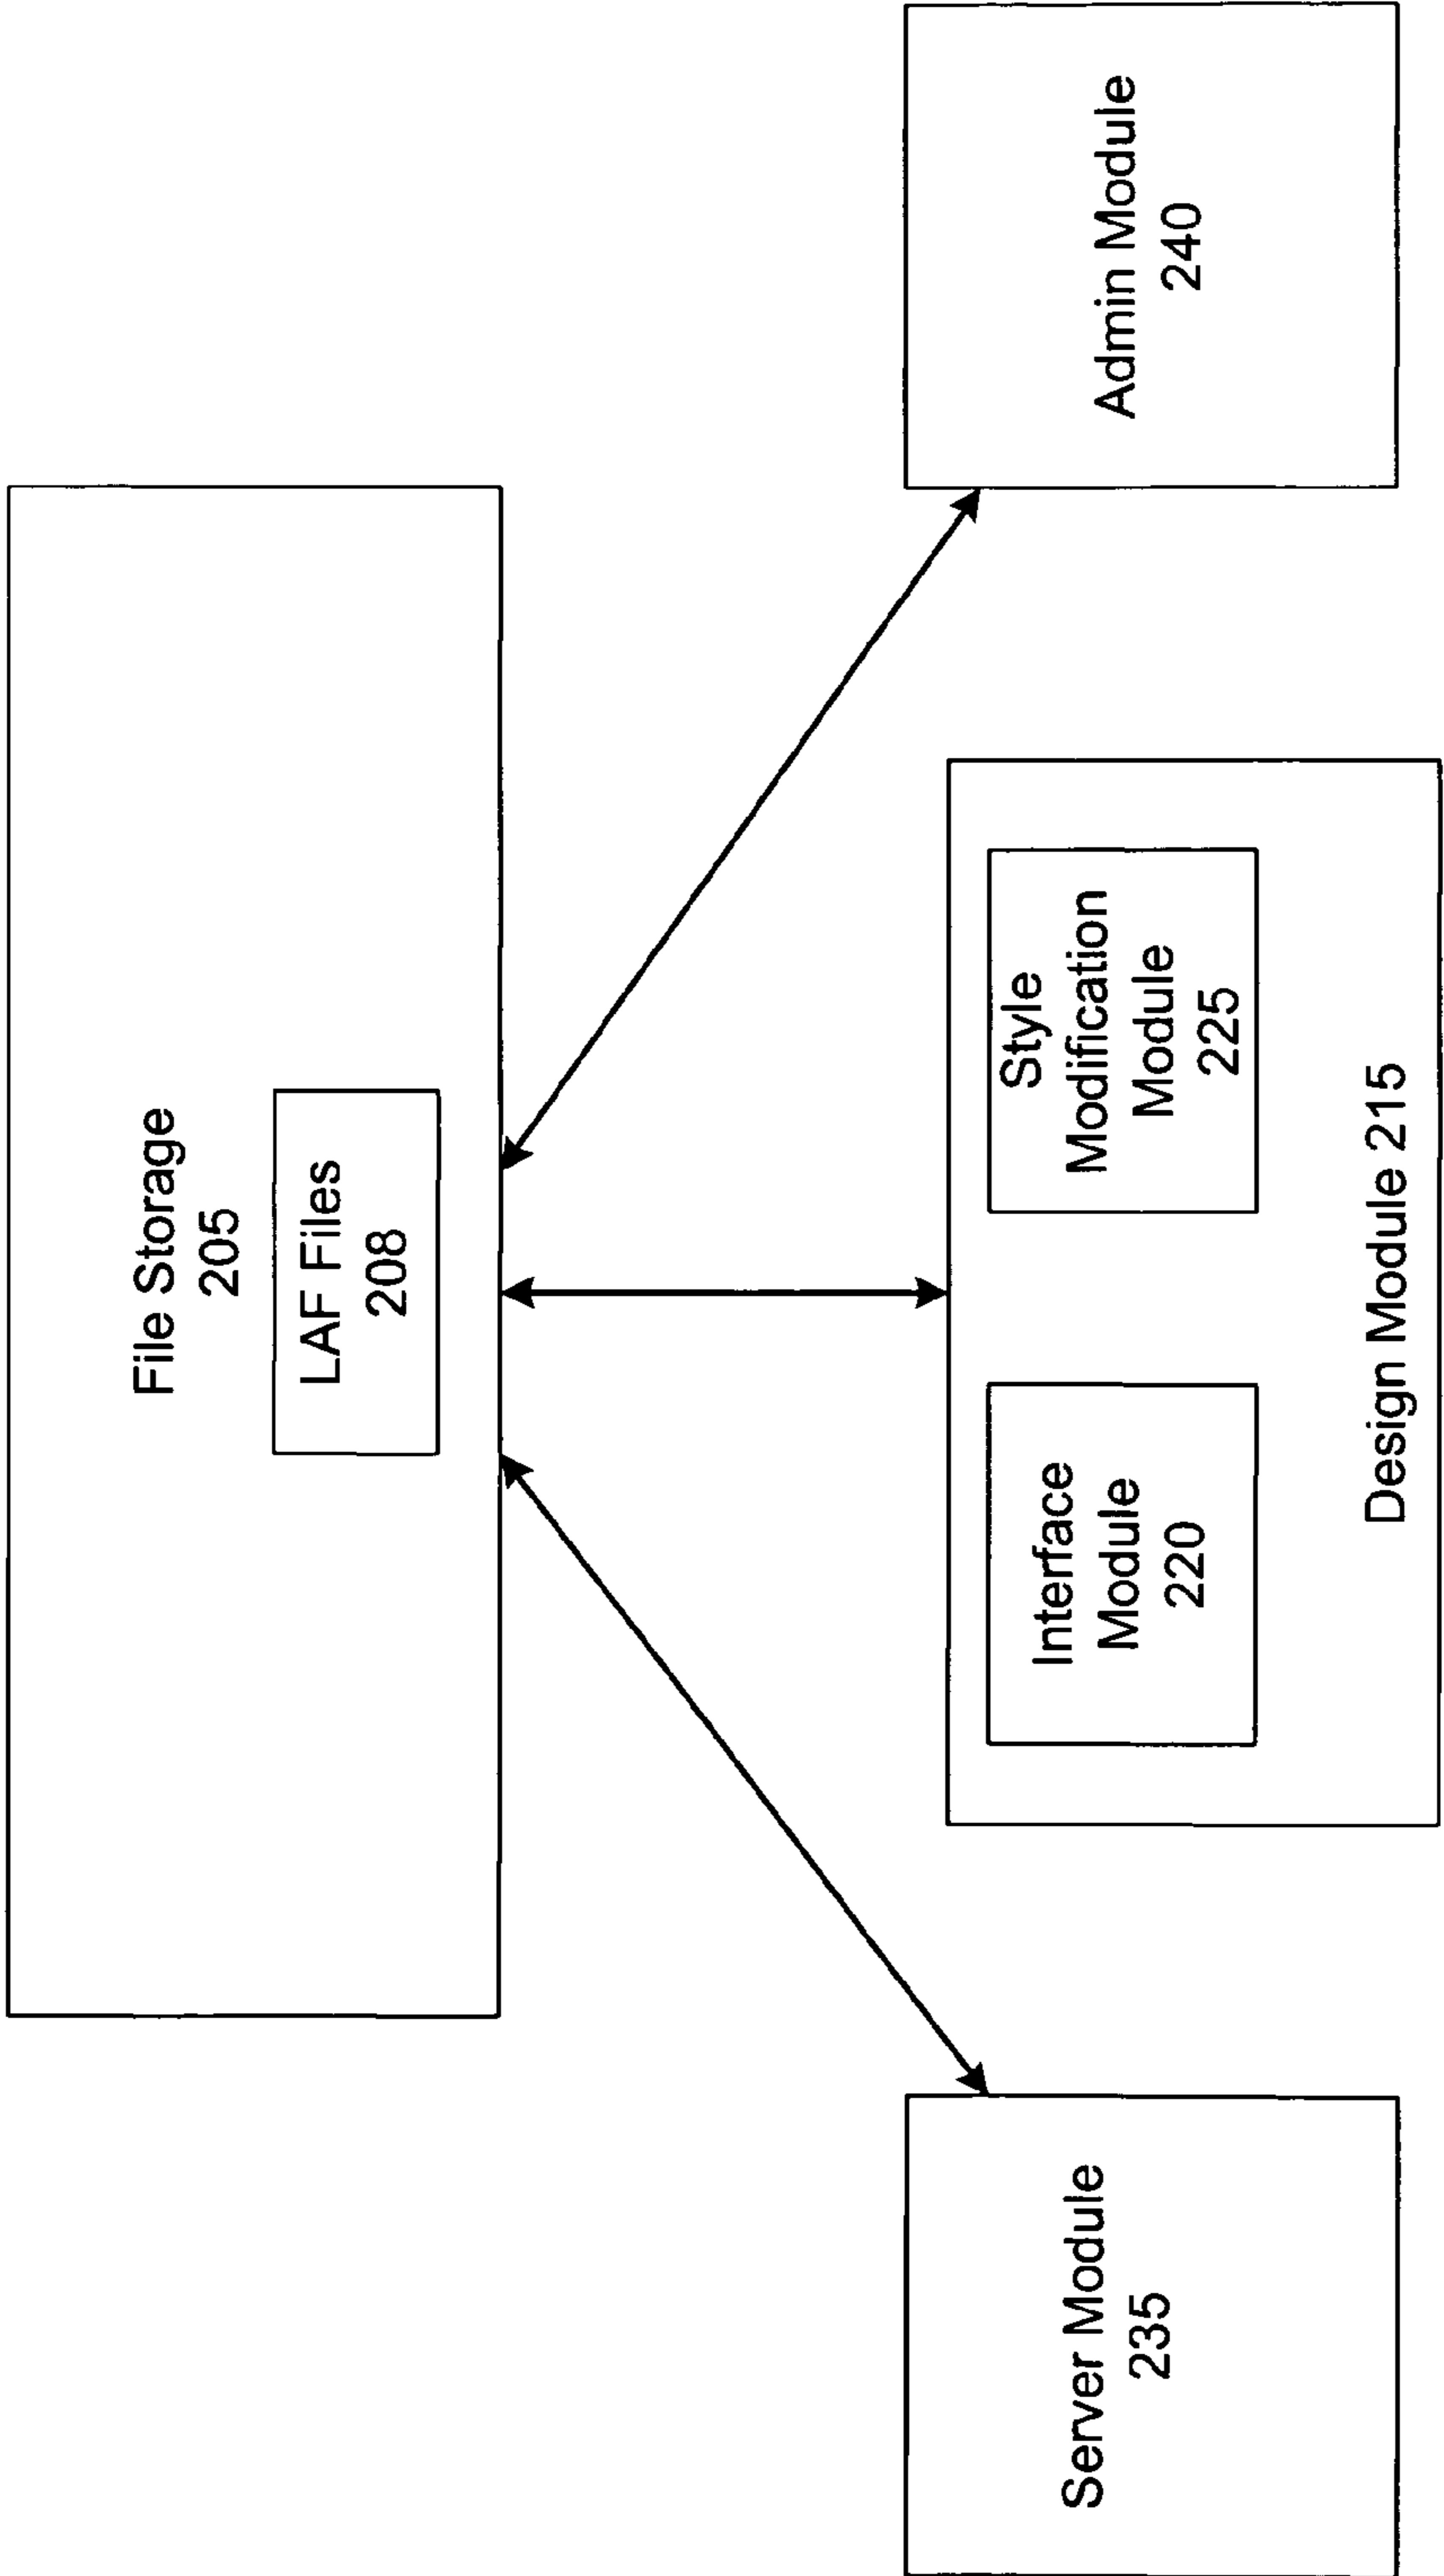 File Storage
205
LAF Files
208
Server Module
235
Interface
Module
220
Style
Modification
Module
225
Design Module 215
Admin Module
240